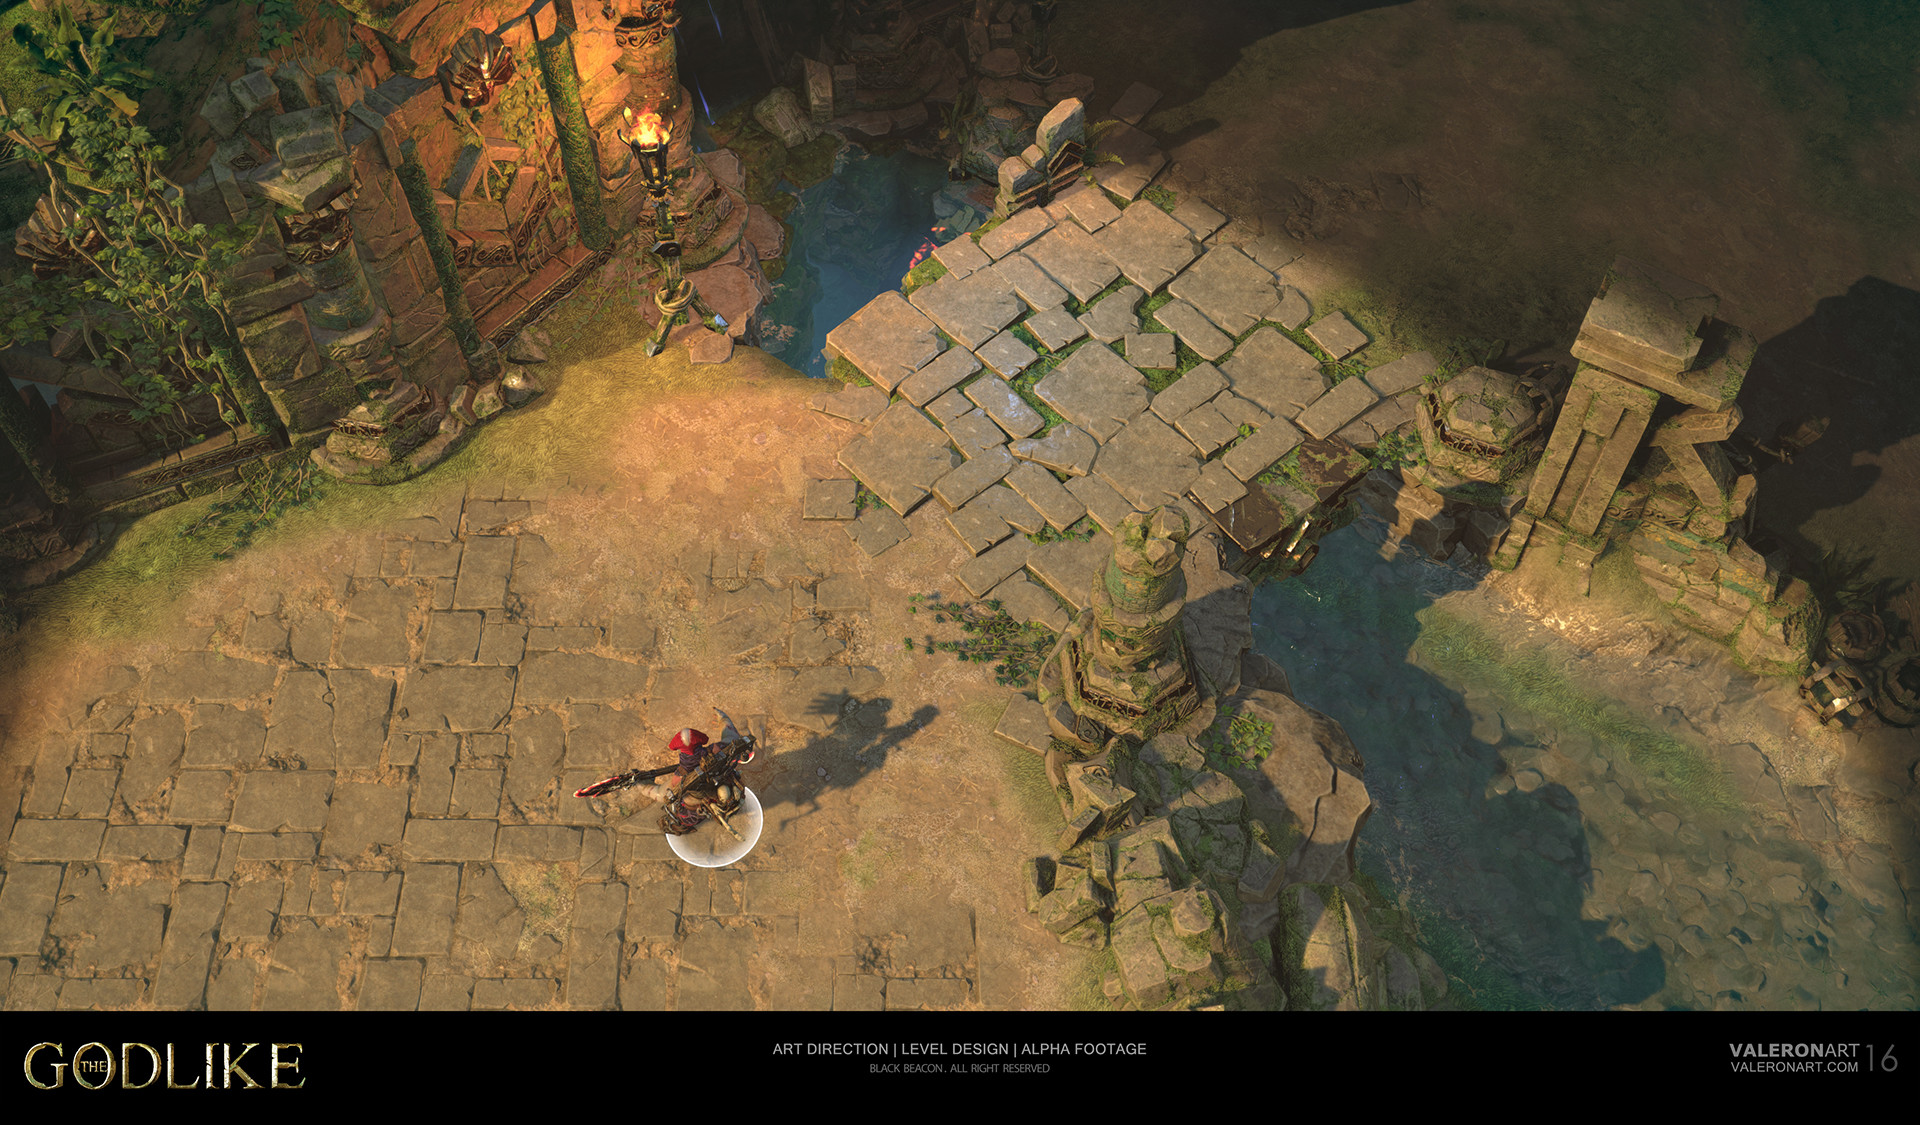 THE GODLIKE
ART DIRECTION | LEVEL DESIGN | ALPHA FOOTAGE
BLACK BEACON. ALL RIGHT RESERVED
VALERONART 16
VALERONART.COM